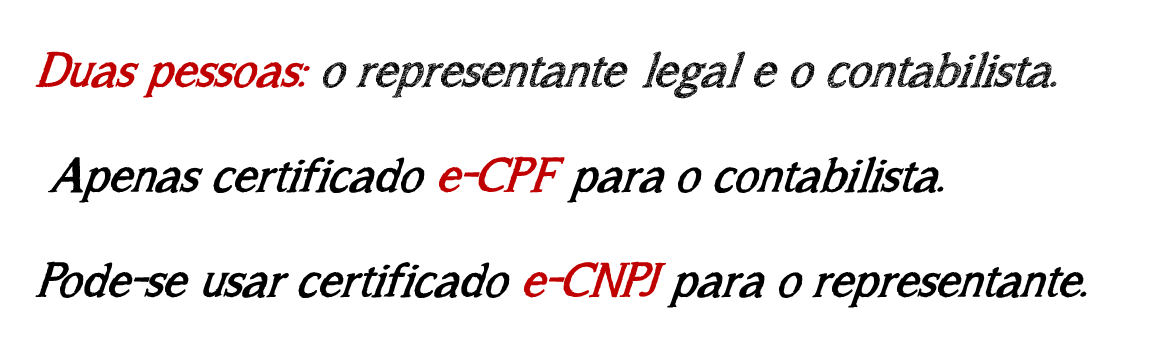 Duas pessoas: o representante legal e o contabilista.
Apenas certificado e-CPF para o contabilista.
Pode-se usar certificado e-CNPJ para o representante.